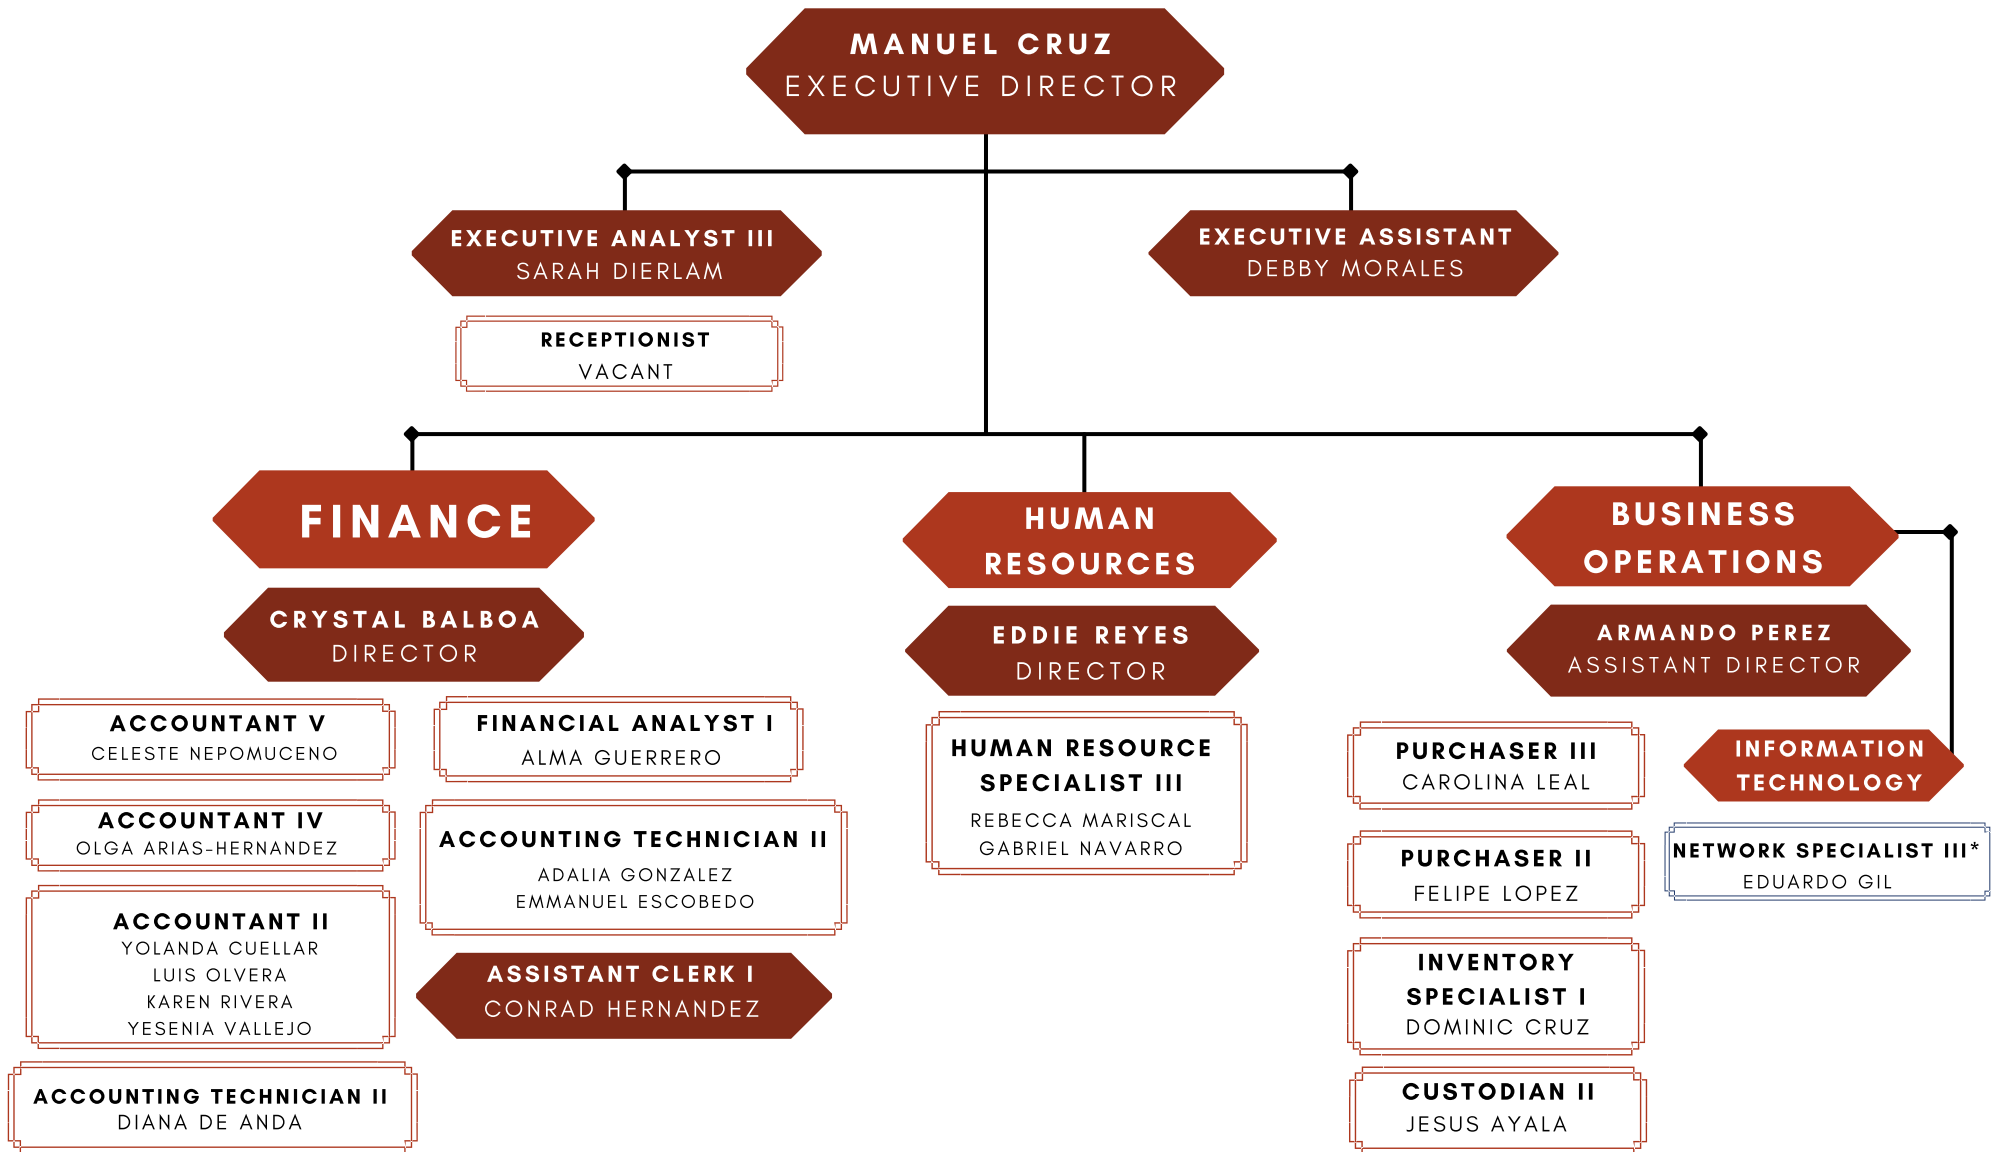 MANUEL CRUZ
EXECUTIVE DIRECTOR
EXECUTIVE ANALYST III
SARAH DIERLAM
EXECUTIVE ASSISTANT
DEBBY MORALES
RECEPTIONIST
VACANT
FINANCE
CRYSTAL BALBOA
DIRECTOR
ACCOUNTANT V
CELESTE NEPOMUCENO
ACCOUNTANT IV
OLGA ARIAS-HERNANDEZ
ACCOUNTANT II
YOLANDA CUELLAR
LUIS OLVERA
KAREN RIVERA
YESENIA VALLEJO
ACCOUNTING TECHNICIAN II
DIANA DE ANDA
FINANCIAL ANALYST I
ALMA GUERRERO
ACCOUNTING TECHNICIAN II
ADALIA GONZALEZ
EMMANUEL ESCOBEDO
ASSISTANT CLERK I
CONRAD HERNANDEZ
HUMAN
RESOURCES
EDDIE REYES
DIRECTOR
HUMAN RESOURCE
SPECIALIST III
REBECCA MARISCAL
GABRIEL NAVARRO
BUSINESS
OPERATIONS
ARMANDO PEREZ
ASSISTANT DIRECTOR
PURCHASER III
CAROLINA LEAL
PURCHASER II
FELIPE LOPEZ
INVENTORY
SPECIALIST I
DOMINIC CRUZ
CUSTODIAN II
JESUS AYALA
INFORMATION
TECHNOLOGY
NETWORK SPECIALIST III*
EDUARDO GIL